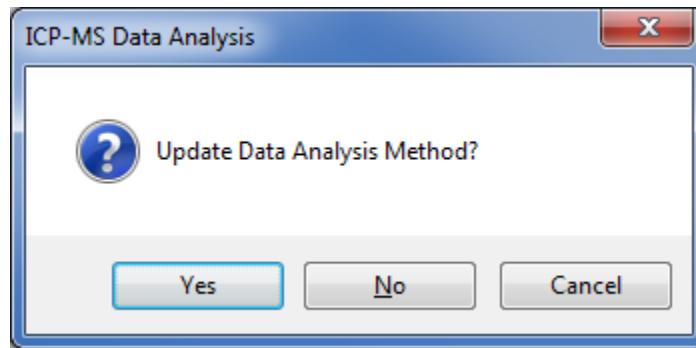 ICP-MS Data Analysis
x
?
Update Data Analysis Method?
Yes No Cancel